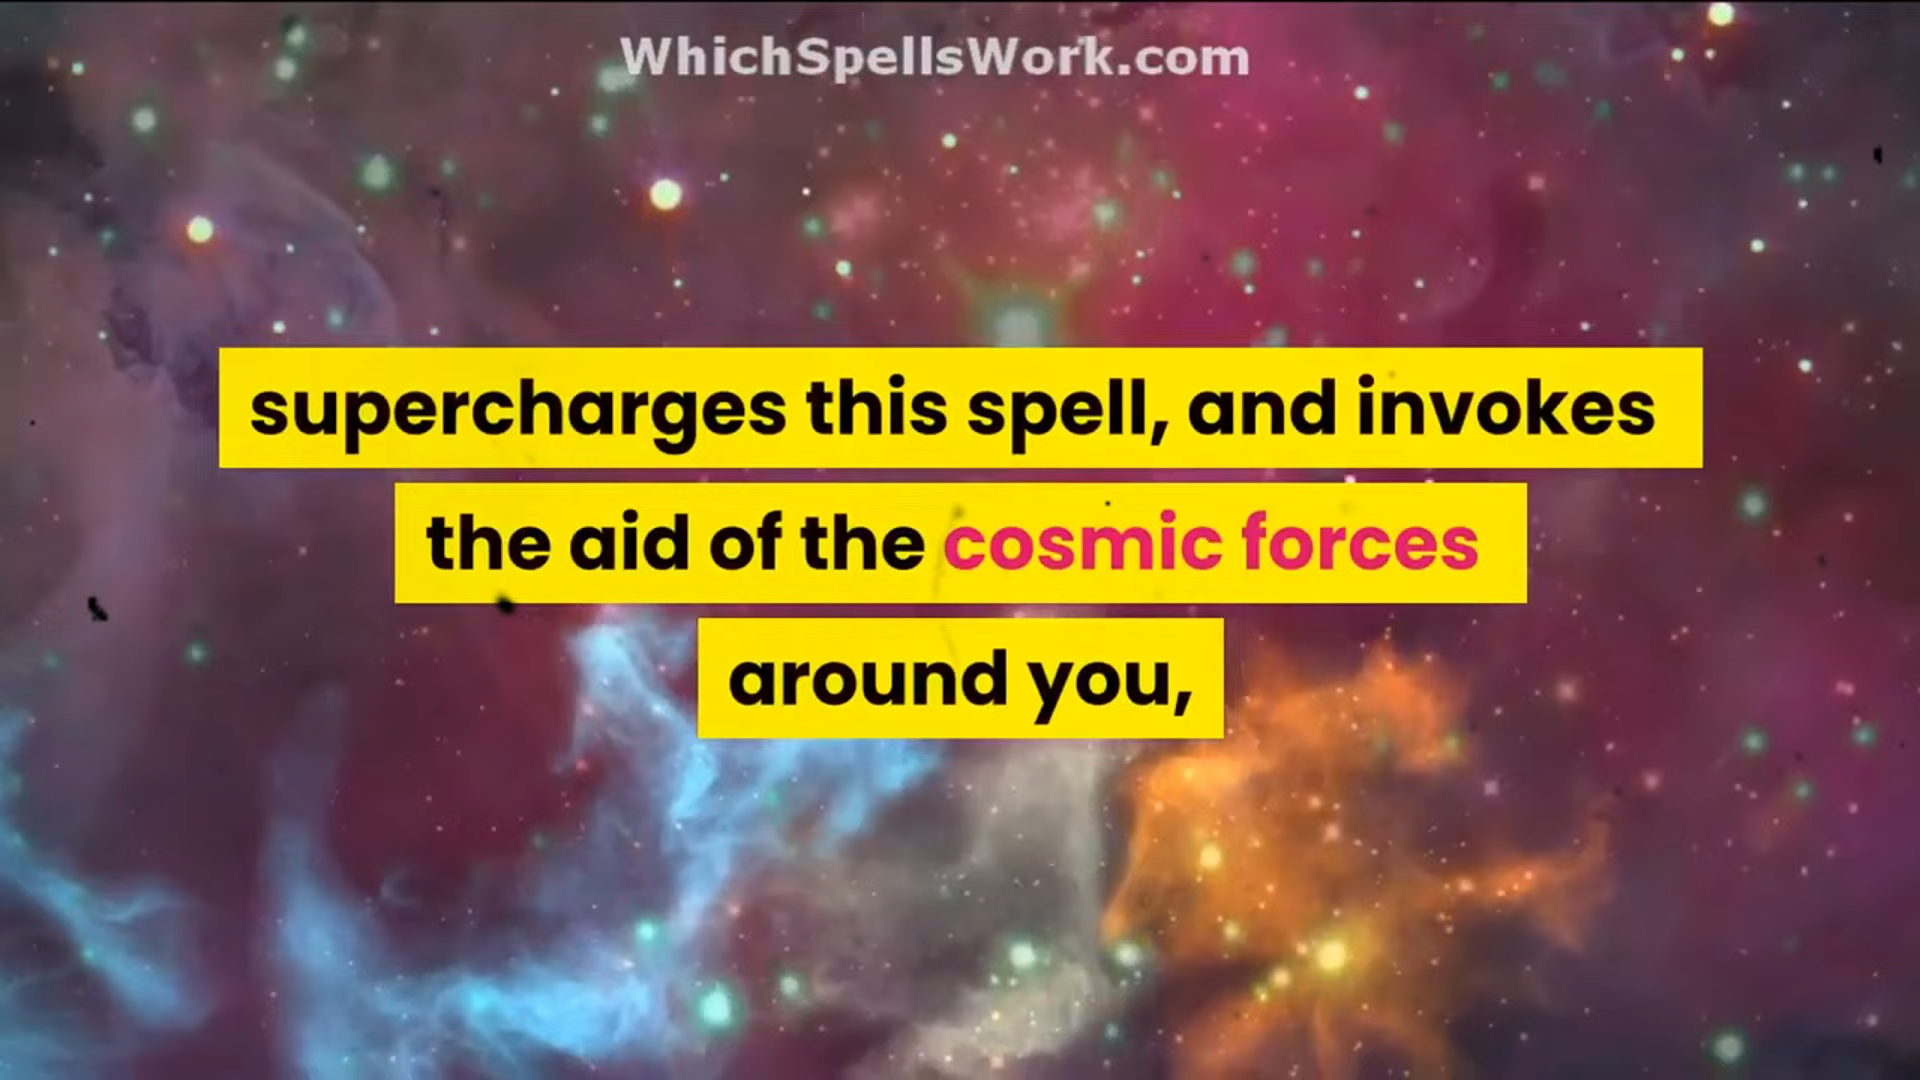 WhichSpellsWork.com
supercharges this spell, and invokes
the aid of the cosmic forces
around you,